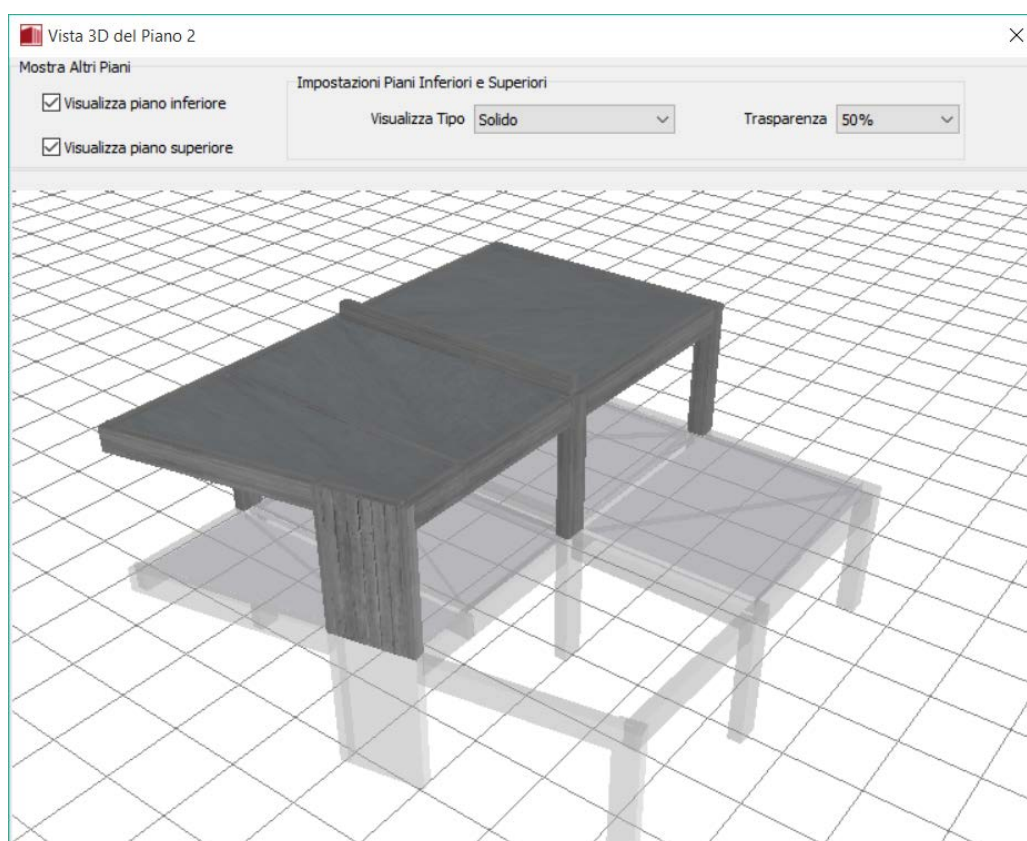 Vista 3D del Piano 2
Mostra Altri Piani
Visualizza piano inferiore
Visualizza piano superiore
Impostazioni Piani Inferiori e Superiori
Visualizza Tipo Solido
Trasparenza 50%